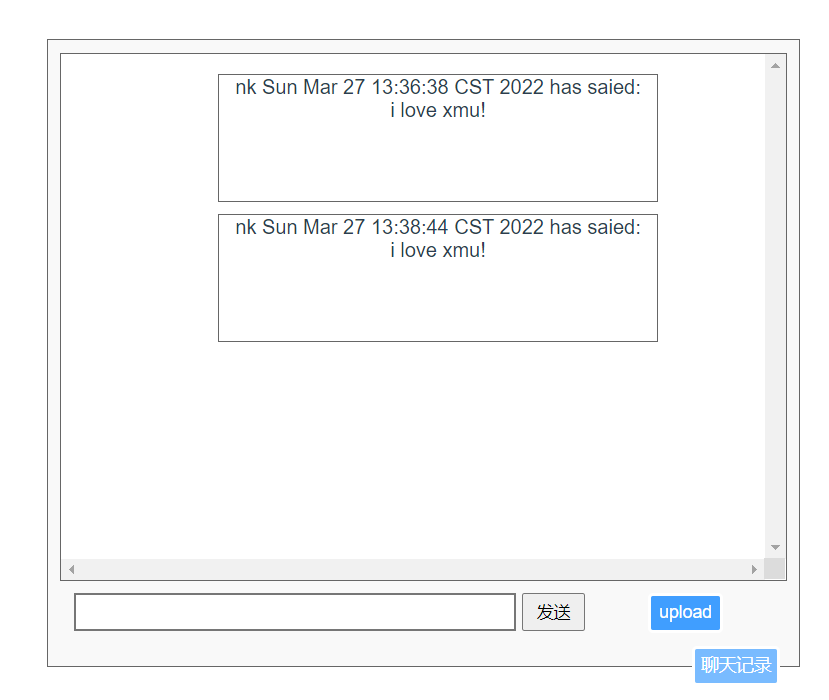 nk Sun Mar 27 13:36:38 CST 2022 has saied:
i love xmu!
nk Sun Mar 27 13:38:44 CST 2022 has saied:
i love xmu!
发送
upload
聊天记录